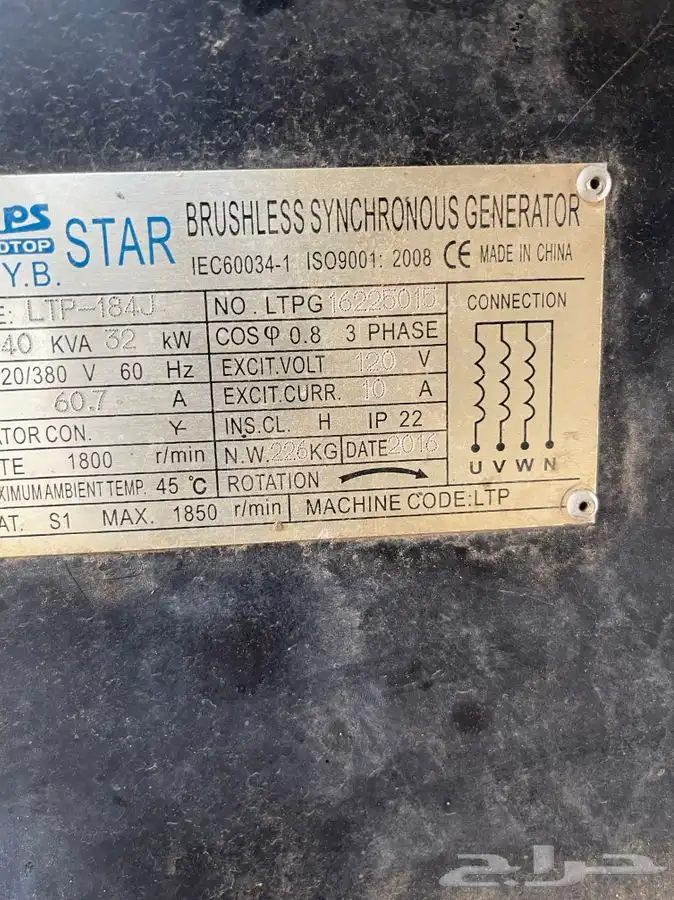 PS
OTOP
Y.B.
STAR
BRUSHLESS SYNCHRONOUS GENERATOR
IEC60034-1 ISO9001: 2008 CE MADE IN CHINA
E: LTP-184J
NO. LTPG 16225015
CONNECTION
40 KVA 32 kW
COSφ 0.8 3 PHASE
20/380 V 60 Hz
EXCIT.VOLT 120 V
60.7 A
EXCIT.CURR. 10 A
ATOR CON. Y
INS.CL. H IP 22
TE 1800 r/min
N.W. 226KG DATE 2016
XIMUM AMBIENT TEMP. 45 ℃
ROTATION
AT. S1 MAX. 1850 r/min
MACHINE CODE:LTP
U V W N
حراج